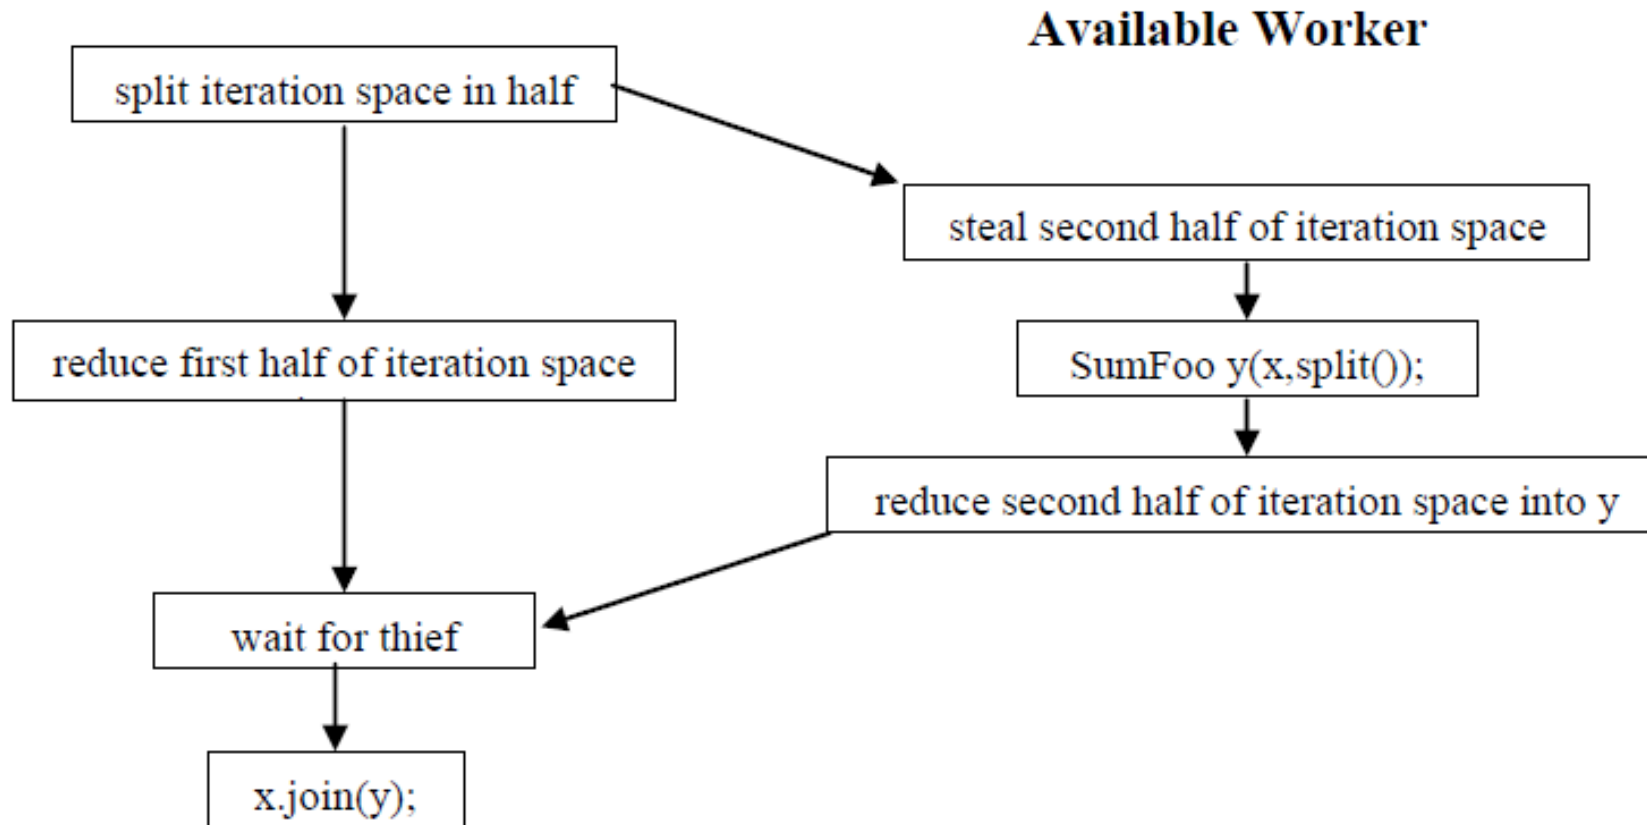 Available Worker
split iteration space in half
steal second half of iteration space
reduce first half of iteration space
SumFoo y(x,split());
reduce second half of iteration space into y
wait for thief
x.join(y);